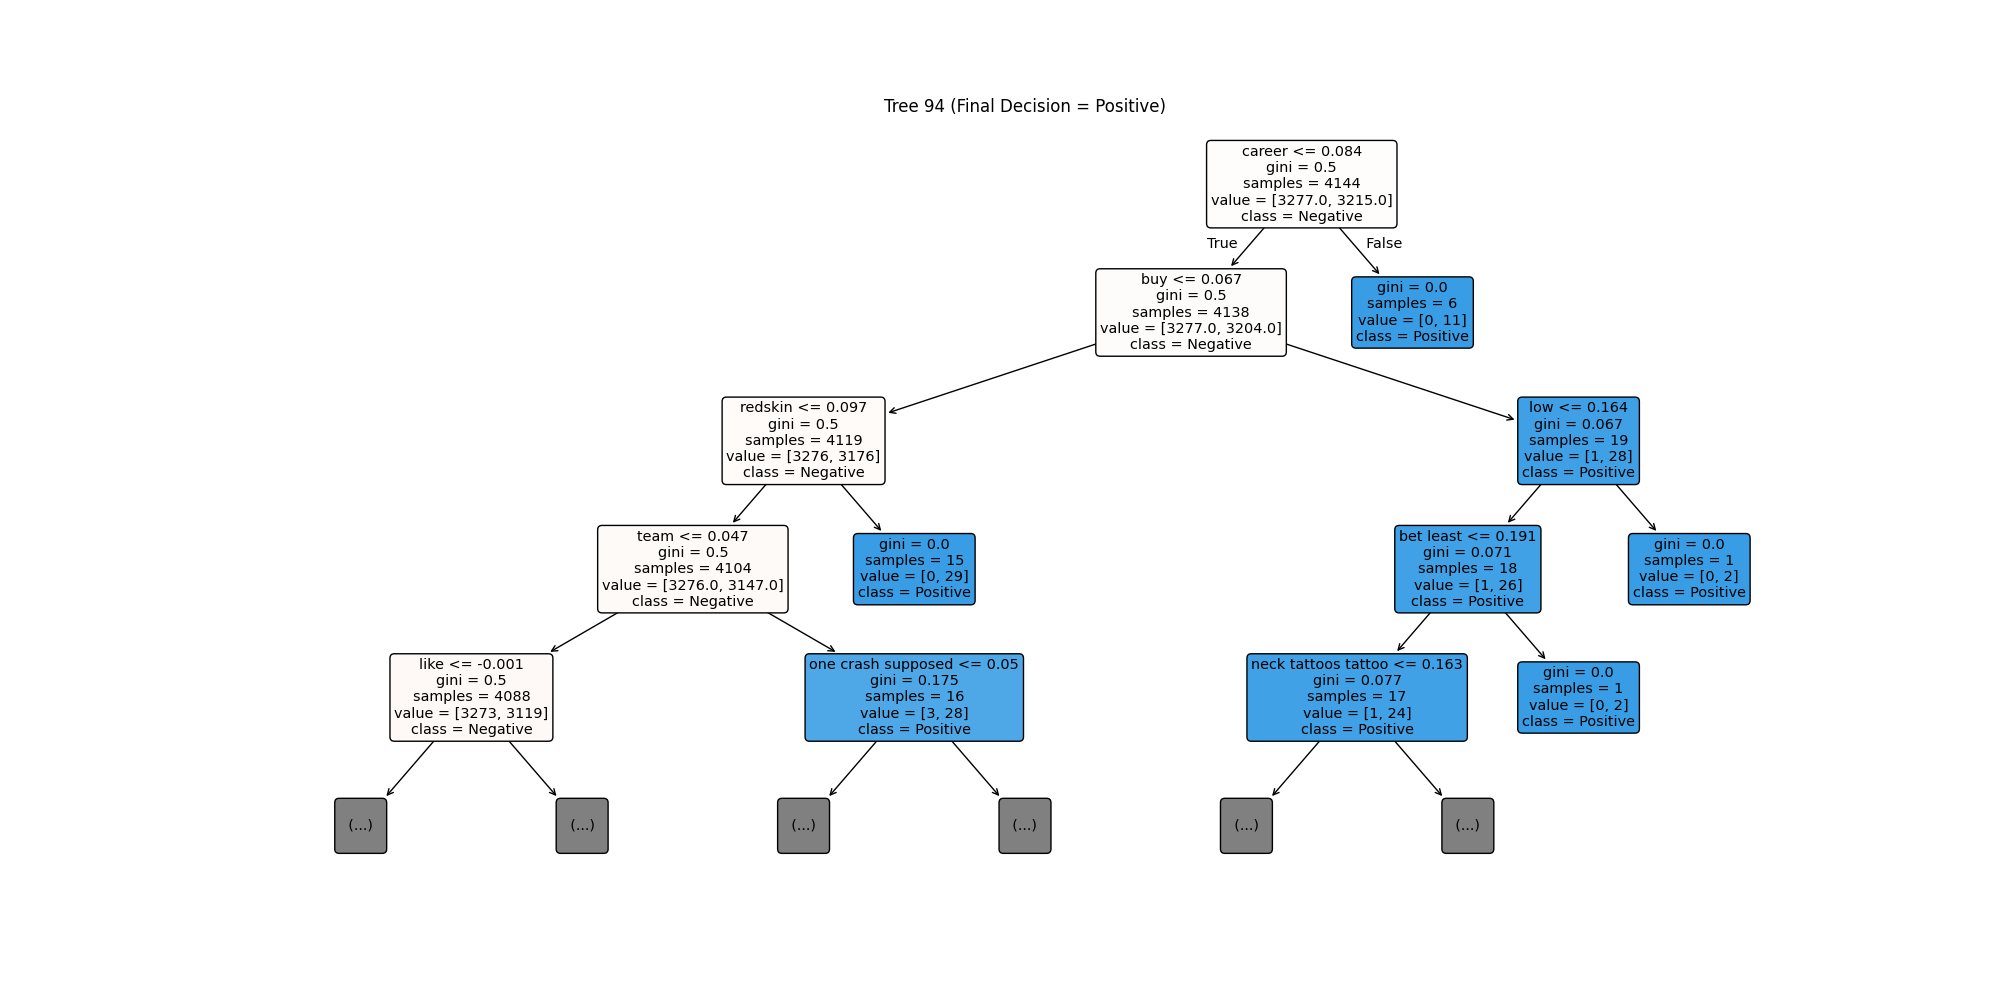 Tree 94 (Final Decision = Positive)
career <= 0.084
gini = 0.5
samples = 4144
value = [3277.0, 3215.0]
class = Negative
True
False
buy <= 0.067
gini = 0.5
samples = 4138
value = [3277.0, 3204.0]
class = Negative
gini = 0.0
samples = 6
value = [0, 11]
class = Positive
redskin <= 0.097
gini = 0.5
samples = 4119
value = [3276, 3176]
class = Negative
low <= 0.164
gini = 0.067
samples = 19
value = [1, 28]
class = Positive
team <= 0.047
gini = 0.5
samples = 4104
value = [3276.0, 3147.0]
class = Negative
gini = 0.0
samples = 15
value = [0, 29]
class = Positive
bet least <= 0.191
gini = 0.071
samples = 18
value = [1, 26]
class = Positive
gini = 0.0
samples = 1
value = [0, 2]
class = Positive
like <= -0.001
gini = 0.5
samples = 4088
value = [3273, 3119]
class = Negative
one crash supposed <= 0.05
gini = 0.175
samples = 16
value = [3, 28]
class = Positive
neck tattoos tattoo <= 0.163
gini = 0.077
samples = 17
value = [1, 24]
class = Positive
gini = 0.0
samples = 1
value = [0, 2]
class = Positive
(...)
(...)
(...)
(...)
(...)
(...)